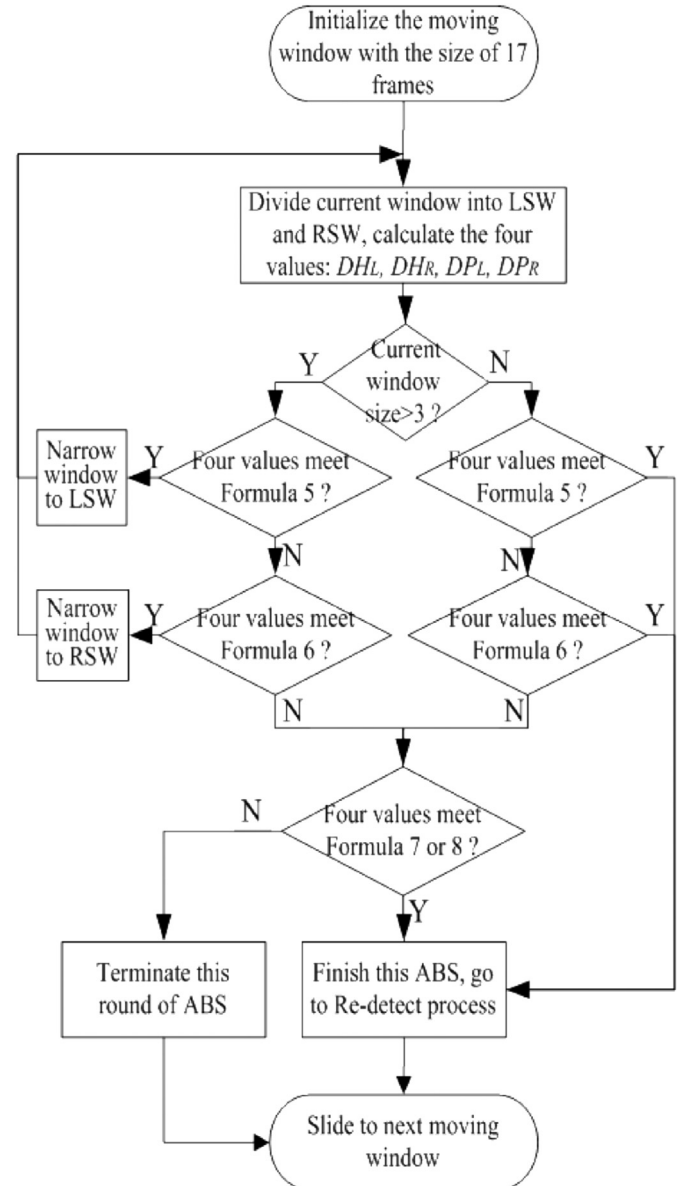 Initialize the moving
window with the size of 17
frames
Divide current window into LSW
and RSW, calculate the four
values: DHL, DHR, DPL, DPR
Y
Current
window
size>3 ?
N
Narrow
window
to LSW
Y
Four values meet
Formula 5 ?
Four values meet
Formula 5 ?
Y
N
N
Narrow
window
to RSW
Y
Four values meet
Formula 6 ?
Four values meet
Formula 6 ?
Y
N
N
N
Four values meet
Formula 7 or 8 ?
Y
Terminate this
round of ABS
Finish this ABS, go
to Re-detect process
Slide to next moving
window